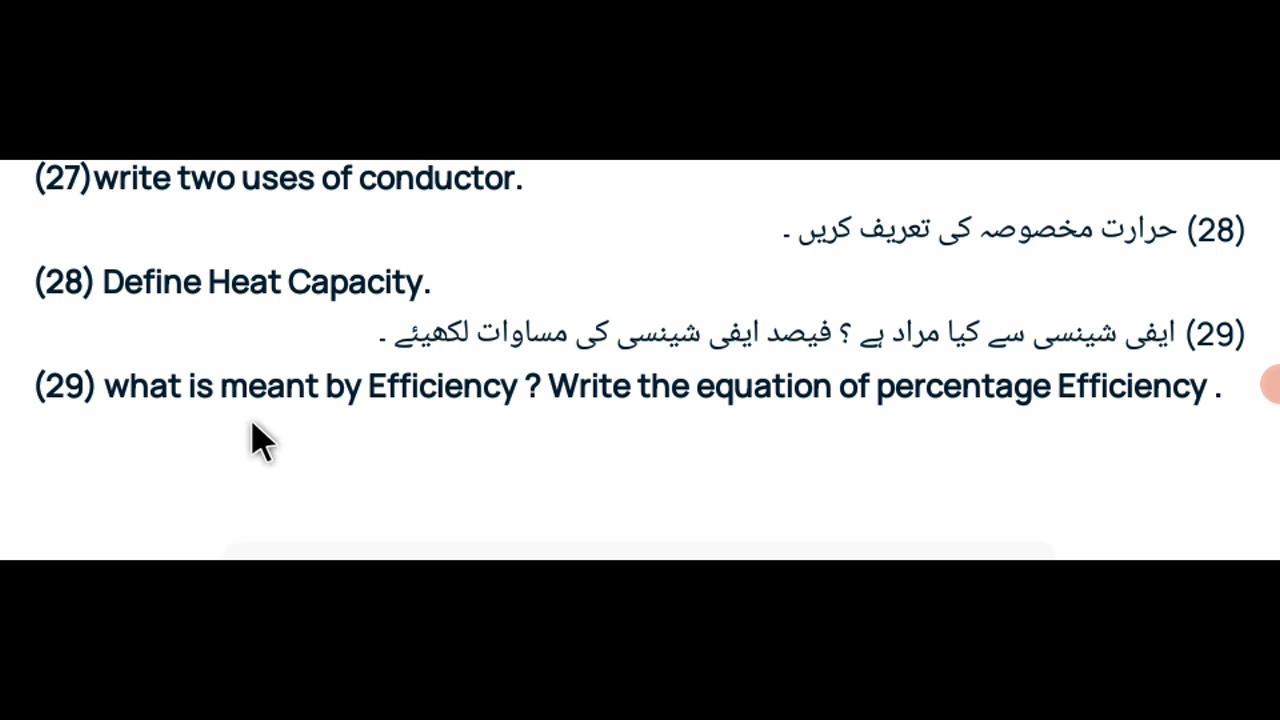 (27)write two uses of conductor.
(28) حرارت مخصوصہ کی تعریف کریں ۔
(28) Define Heat Capacity.
(29) ایفی شینسی سے کیا مراد ہے ؟ فیصد ایفی شینسی کی مساوات لکھیئے ۔
(29) what is meant by Efficiency ? Write the equation of percentage Efficiency .